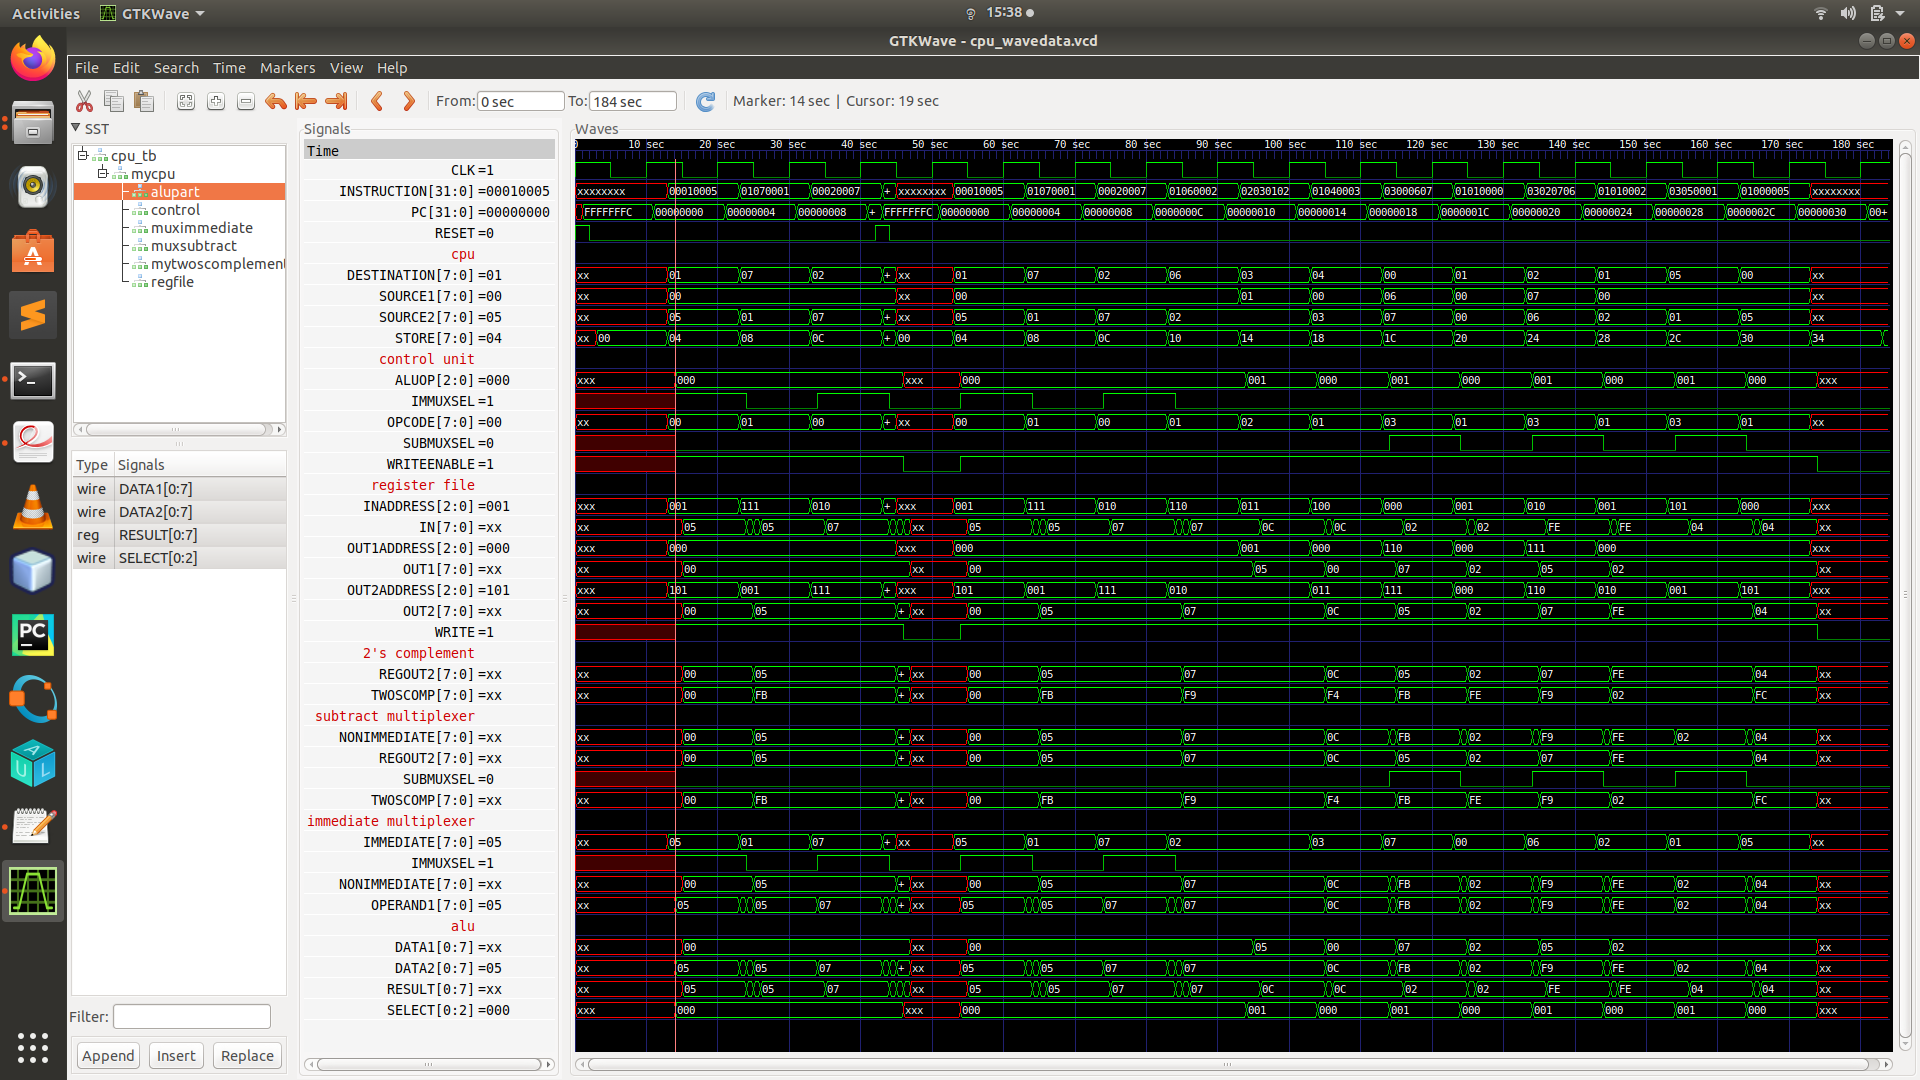 Activities GTKWave 15:38
GTKWave - cpu_wavedata.vcd
File Edit Search Time Markers View Help
From: 0 sec To: 184 sec Marker: 14 sec | Cursor: 19 sec
SST
cpu_tb
mycpu
alupart
control
muximmediate
muxsubtract
mytwoscomplement
regfile
Type Signals
wire DATA1[0:7]
wire DATA2[0:7]
reg RESULT[0:7]
wire SELECT[0:2]
Filter:
Append Insert Replace
Signals
Waves
Time 0 10 sec 20 sec 30 sec 40 sec 50 sec 60 sec 70 sec 80 sec 90 sec 100 sec 110 sec 120 sec 130 sec 140 sec 150 sec 160 sec 170 sec 180 sec
CLK=1
INSTRUCTION[31:0]=00010005 xxxxxxxx 00010005 01070001 00020007 + xxxxxxxx 00010005 01070001 00020007 01060002 02030102 01040003 03000607 01010000 03020706 01010002 03050001 01000005 xxxxxxxx
PC[31:0]=00000000 FFFFFFFC 00000000 00000004 00000008 + FFFFFFFC 00000000 00000004 00000008 0000000C 00000010 00000014 00000018 0000001C 00000020 00000024 00000028 0000002C 00000030 00+
RESET=0
cpu
DESTINATION[7:0]=01 xx 01 07 02 + xx 01 07 02 06 03 04 00 01 02 01 05 00 xx
SOURCE1[7:0]=00 xx 00 xx 00 01 00 06 00 07 00 xx
SOURCE2[7:0]=05 xx 05 01 07 + xx 05 01 07 02 03 07 00 06 02 01 05 xx
STORE[7:0]=04 xx 00 04 08 0C + 00 04 08 0C 10 14 18 1C 20 24 28 2C 30 34
control unit
ALUOP[2:0]=000 xxx 000 xxx 000 001 000 001 000 001 000 001 000 xxx
IMMUXSEL=1
OPCODE[7:0]=00 xx 00 01 00 + xx 00 01 00 01 02 01 03 01 03 01 03 01 xx
SUBMUXSEL=0
WRITEENABLE=1
register file
INADDRESS[2:0]=001 xxx 001 111 010 + xxx 001 111 010 110 011 100 000 001 010 001 101 000 xxx
IN[7:0]=xx xx 05 05 07 xx 05 05 07 07 0C 0C 02 02 FE FE 04 04 xx
OUT1ADDRESS[2:0]=000 xxx 000 xxx 000 001 000 110 000 111 000 xxx
OUT1[7:0]=xx xx 00 xx 00 05 00 07 02 05 02 xx
OUT2ADDRESS[2:0]=101 xxx 101 001 111 + xxx 101 001 111 010 011 111 000 110 010 001 101 xxx
OUT2[7:0]=xx xx 00 05 + xx 00 05 07 0C 05 02 07 FE 04 xx
WRITE=1
2's complement
REGOUT2[7:0]=xx xx 00 05 + xx 00 05 07 0C 05 02 07 FE 04 xx
TWOSCOMP[7:0]=xx xx 00 FB + xx 00 FB F9 F4 FB FE F9 02 FC xx
subtract multiplexer
NONIMMEDIATE[7:0]=xx xx 00 05 + xx 00 05 07 0C FB 02 F9 FE 02 04 xx
REGOUT2[7:0]=xx xx 00 05 + xx 00 05 07 0C 05 02 07 FE 04 xx
SUBMUXSEL=0
TWOSCOMP[7:0]=xx xx 00 FB + xx 00 FB F9 F4 FB FE F9 02 FC xx
immediate multiplexer
IMMEDIATE[7:0]=05 xx 05 01 07 + xx 05 01 07 02 03 07 00 06 02 01 05 xx
IMMUXSEL=1
NONIMMEDIATE[7:0]=xx xx 00 05 + xx 00 05 07 0C FB 02 F9 FE 02 04 xx
OPERAND1[7:0]=05 xx 05 05 07 + xx 05 05 07 07 0C FB 02 F9 FE 02 04 xx
alu
DATA1[0:7]=xx xx 00 xx 00 05 00 07 02 05 02 xx
DATA2[0:7]=05 xx 05 05 07 + xx 05 05 07 07 0C FB 02 F9 FE 02 04 xx
RESULT[0:7]=xx xx 05 05 07 xx 05 05 07 07 0C 0C 02 02 FE FE 04 04 xx
SELECT[0:2]=000 xxx 000 xxx 000 001 000 001 000 001 000 001 000 xxx